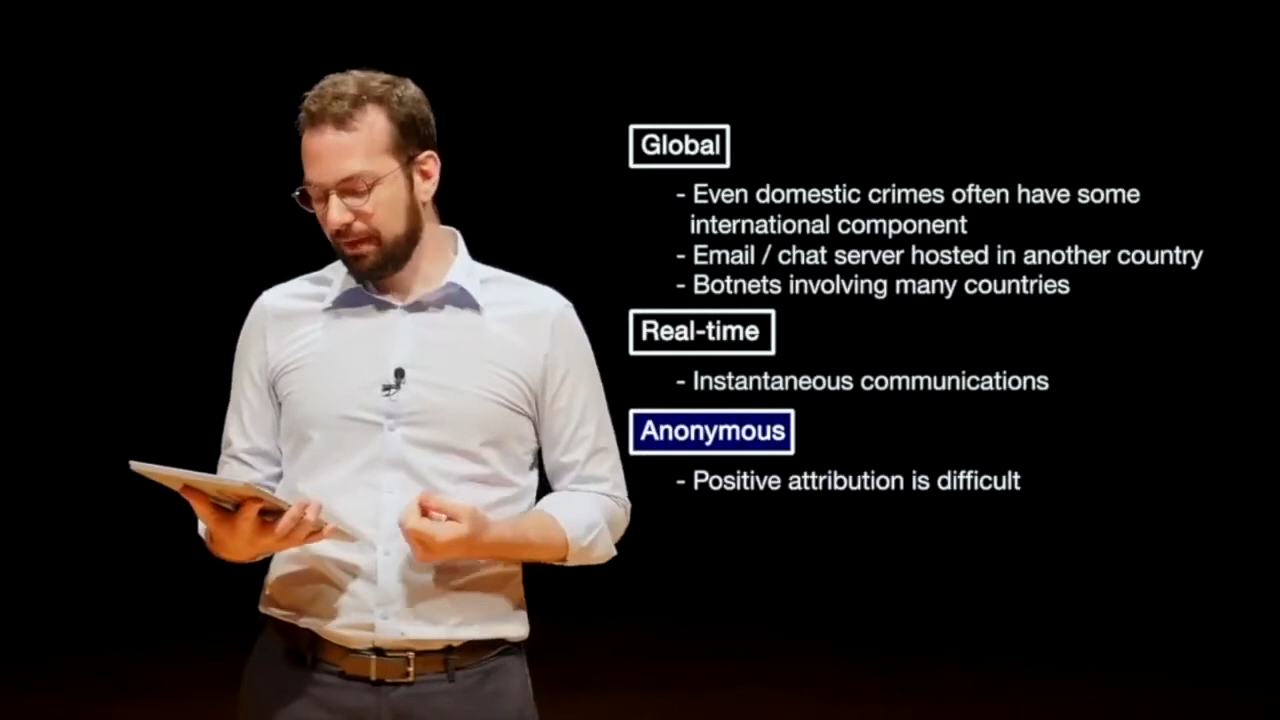 Global
- Even domestic crimes often have some
international component
- Email / chat server hosted in another country
- Botnets involving many countries
Real-time
- Instantaneous communications
Anonymous
- Positive attribution is difficult